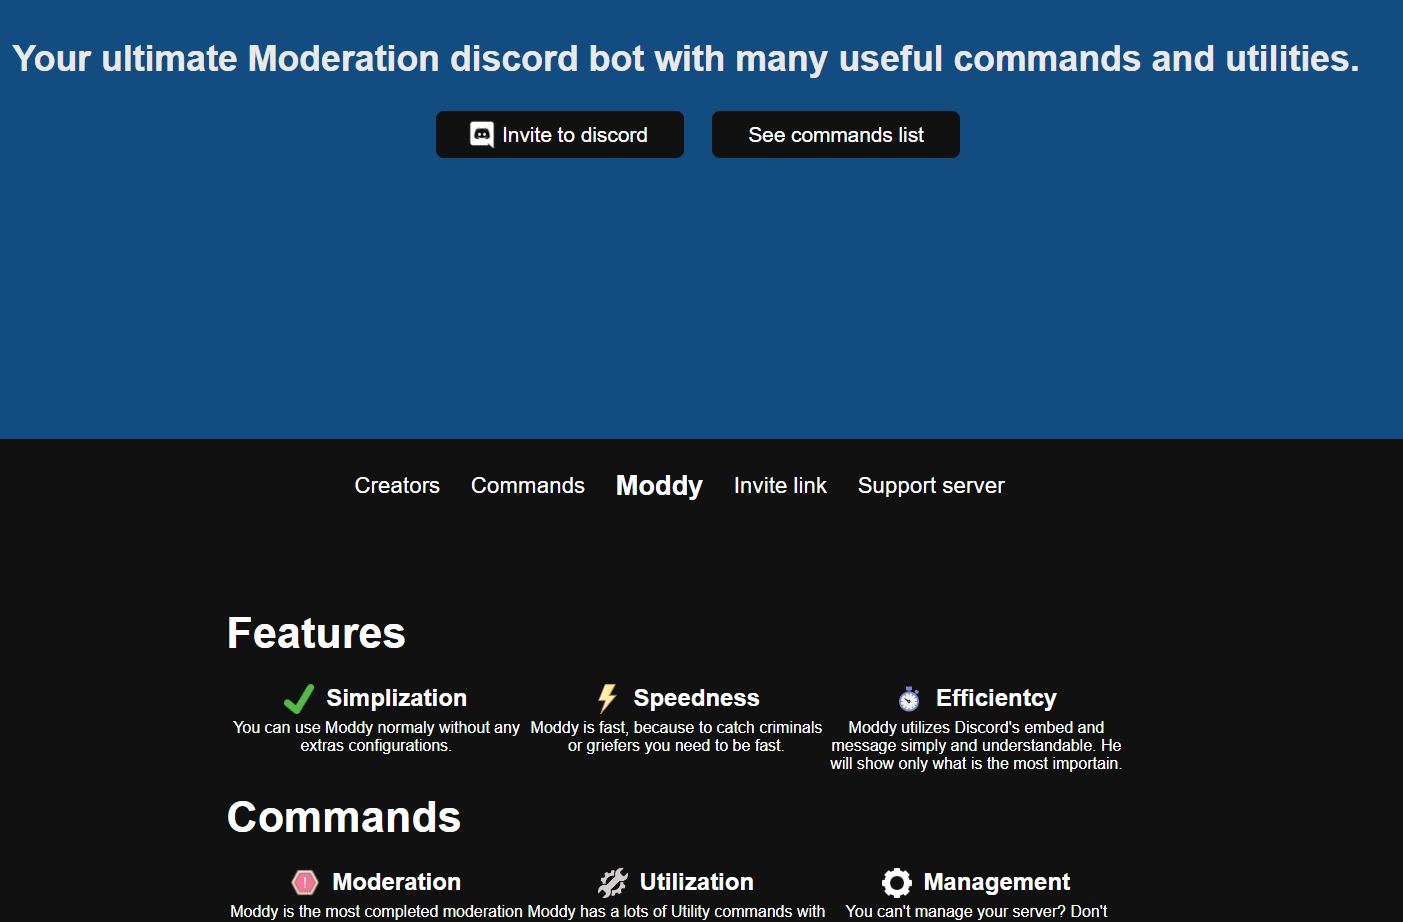 Your ultimate Moderation discord bot with many useful commands and utilities.
Invite to discord
See commands list
Creators
Commands
Moddy
Invite link
Support server
Features
Simplization
You can use Moddy normaly without any
extras configurations.
Speedness
Moddy is fast, because to catch criminals
or griefers you need to be fast.
Efficientcy
Moddy utilizes Discord's embed and
message simply and understandable. He
will show only what is the most importain.
Commands
Moderation
Moddy is the most completed moderation
Utilization
Moddy has a lots of Utility commands with
Management
You can't manage your server? Don't